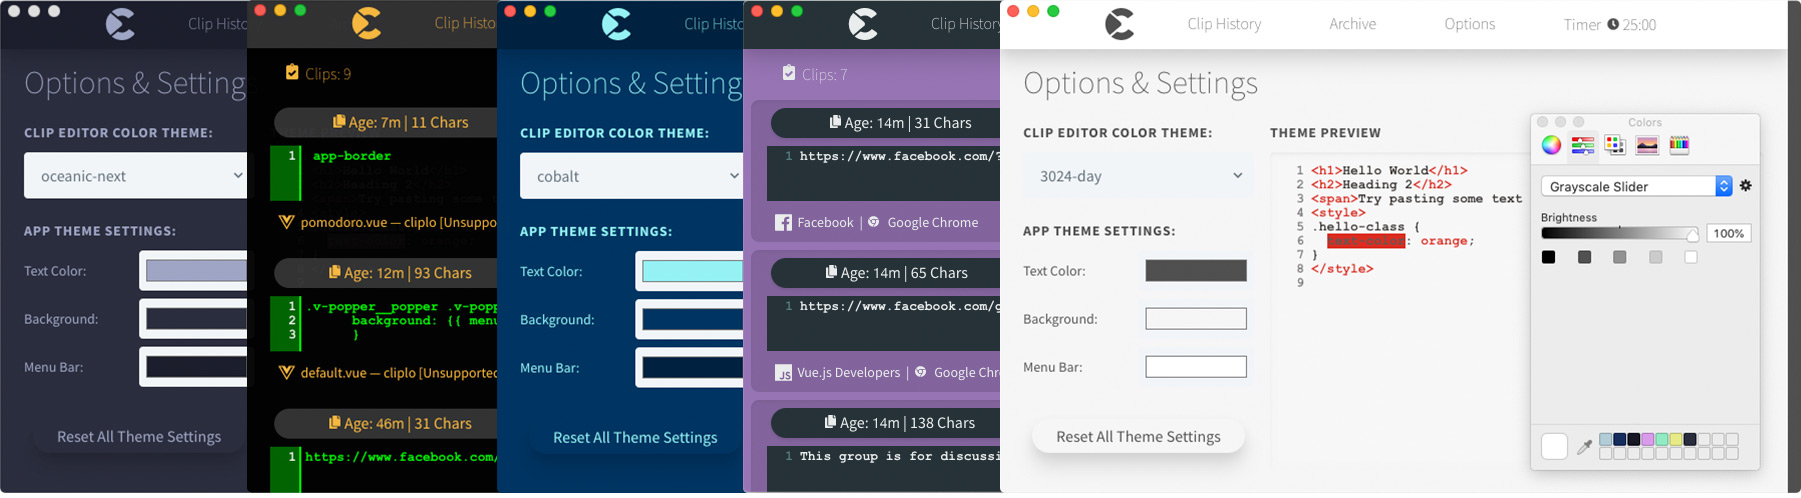 Clip History
Options & Setting
CLIP EDITOR COLOR THEME:
oceanic-next
APP THEME SETTINGS:
Text Color:
Background:
Menu Bar:
Reset All Theme Settings
Clip Histo
Clips: 9
Age: 7m | 11 Chars
1 app-border
pomodoro.vue — cliplo [Unsuppo
Age: 12m | 93 Chars
1 .v-popper__popper .v-popp
2 background: {{ menu
3 }
default.vue — cliplo [Unsupported
Age: 46m | 31 Chars
1 https://www.facebook.com/
Clip History
Options & Setting
CLIP EDITOR COLOR THEME:
cobalt
APP THEME SETTINGS:
Text Color:
Background:
Menu Bar:
Reset All Theme Settings
Clip History
Clips: 7
Age: 14m | 31 Chars
1 https://www.facebook.com/?
Facebook | Google Chrome
Age: 14m | 65 Chars
1 https://www.facebook.com/g
JS Vue.js Developers | Google Chro
Age: 14m | 138 Chars
1 This group is for discussi
Clip History Archive Options Timer 25:00
Options & Settings
CLIP EDITOR COLOR THEME:
3024-day
APP THEME SETTINGS:
Text Color:
Background:
Menu Bar:
Reset All Theme Settings
THEME PREVIEW
1 <h1>Hello World</h1>
2 <h2>Heading 2</h2>
3 <span>Try pasting some text
4 <style>
5 .hello-class {
6 : orange;
7 }
8 </style>
9
Colors
Grayscale Slider
Brightness
100%